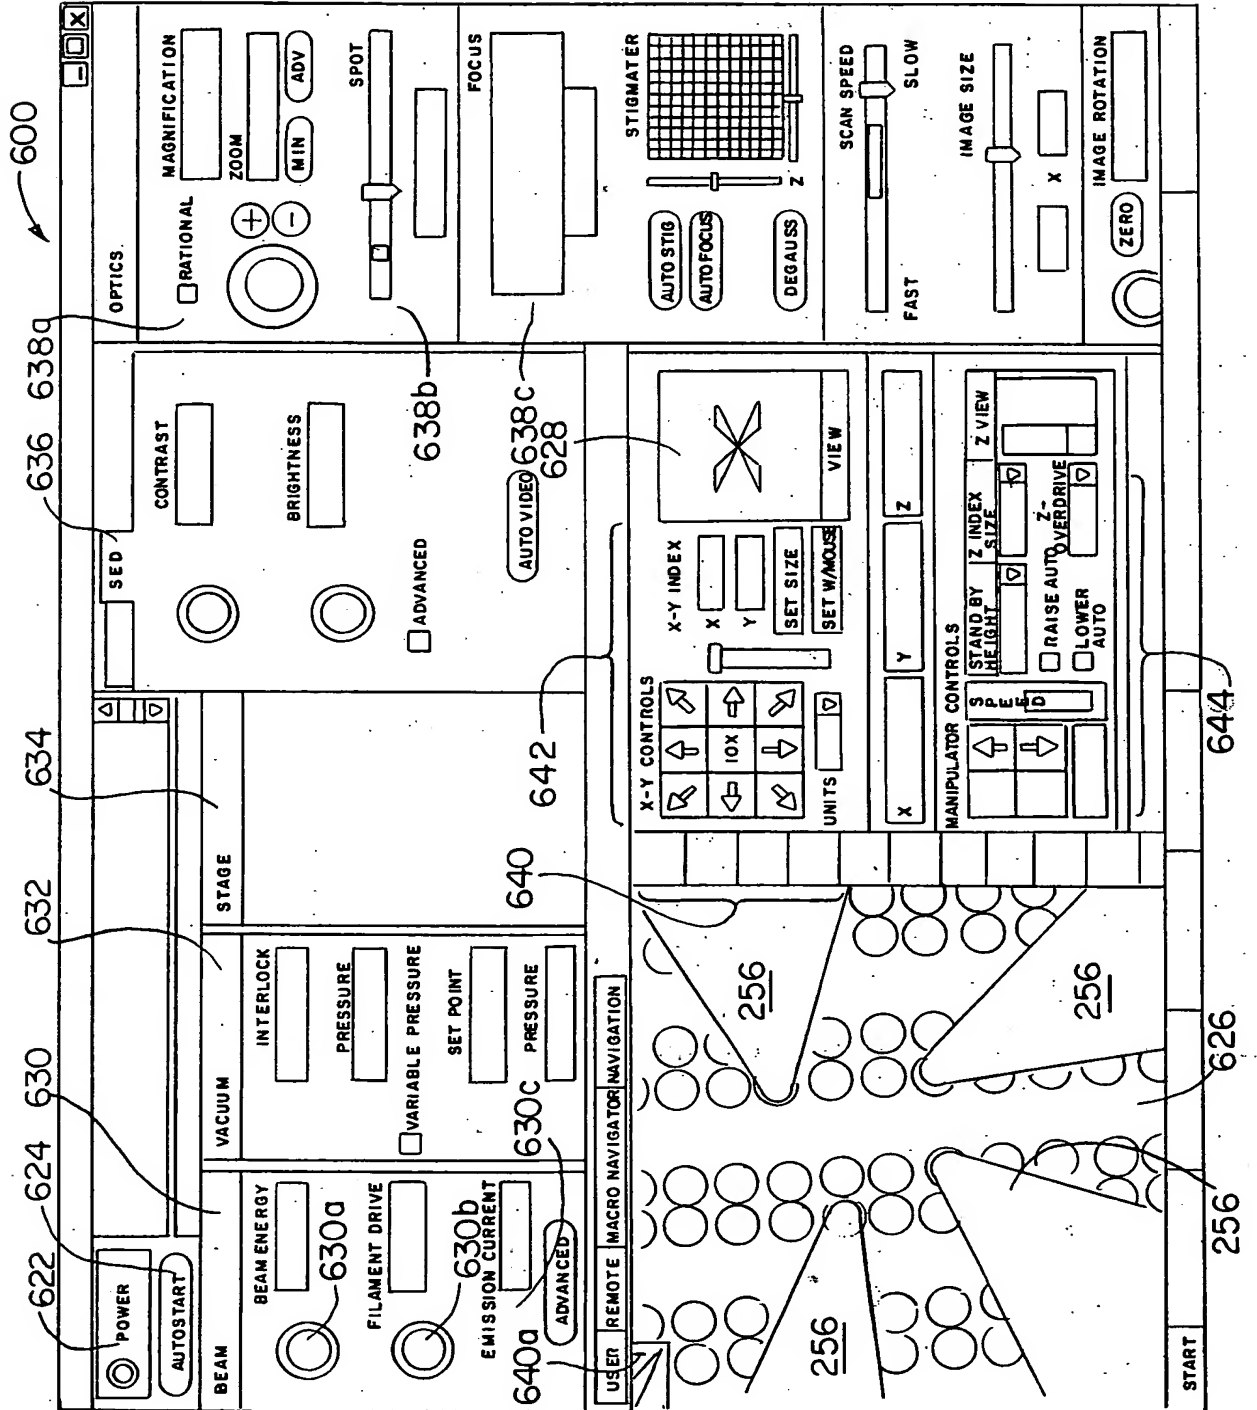 600
622
624
630
632
634
636
638a
POWER
AUTOSTART
BEAM
BEAM ENERGY
630a
FILAMENT DRIVE
630b
EMISSION CURRENT
ADVANCED
630c
VACUUM
INTERLOCK
PRESSURE
VARIABLE PRESSURE
SET POINT
PRESSURE
STAGE
SED
CONTRAST
BRIGHTNESS
ADVANCED
AUTO VIDEO
638b
638c
628
OPTICS
RATIONAL
MAGNIFICATION
ZOOM
+
-
MIN
ADV
SPOT
FOCUS
STIGMATER
AUTO STIG
AUTO FOCUS
DEGAUSS
Z
SCAN SPEED
FAST
SLOW
IMAGE SIZE
X
IMAGE ROTATION
ZERO
640a
USER
REMOTE
MACRO NAVIGATOR
NAVIGATION
640
642
256
256
256
256
626
X-Y CONTROLS
10X
UNITS
X-Y INDEX
X
Y
SET SIZE
SET W/MOUSE
VIEW
X
Y
Z
MANIPULATOR CONTROLS
SPEED
STAND BY HEIGHT
Z INDEX SIZE
Z VIEW
RAISE AUTO
LOWER AUTO
Z-OVERDRIVE
644
START